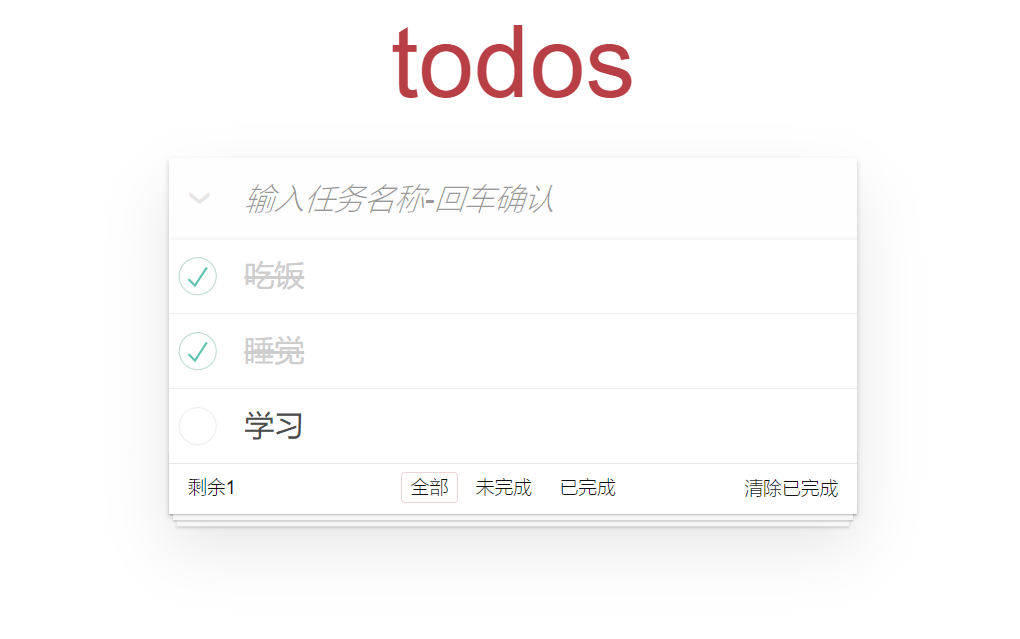 todos
输入任务名称-回车确认
吃饭
睡觉
学习
剩余1 全部 未完成 已完成 清除已完成